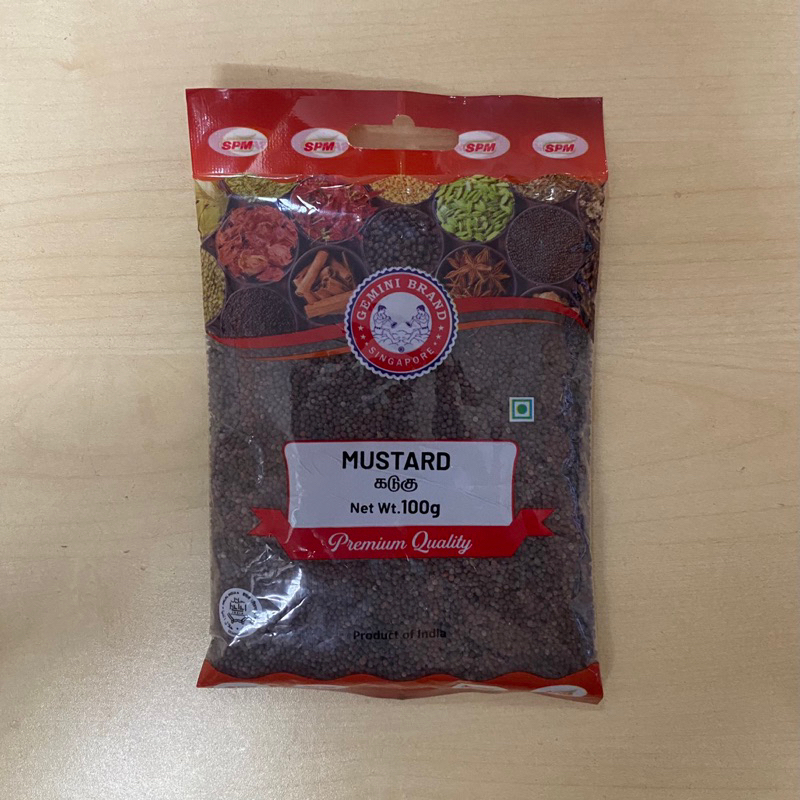 SPM SPM SPM SPM
GEMINI BRAND
SINGAPORE
MUSTARD
கடுகு
Net Wt.100g
Premium Quality
Product of India